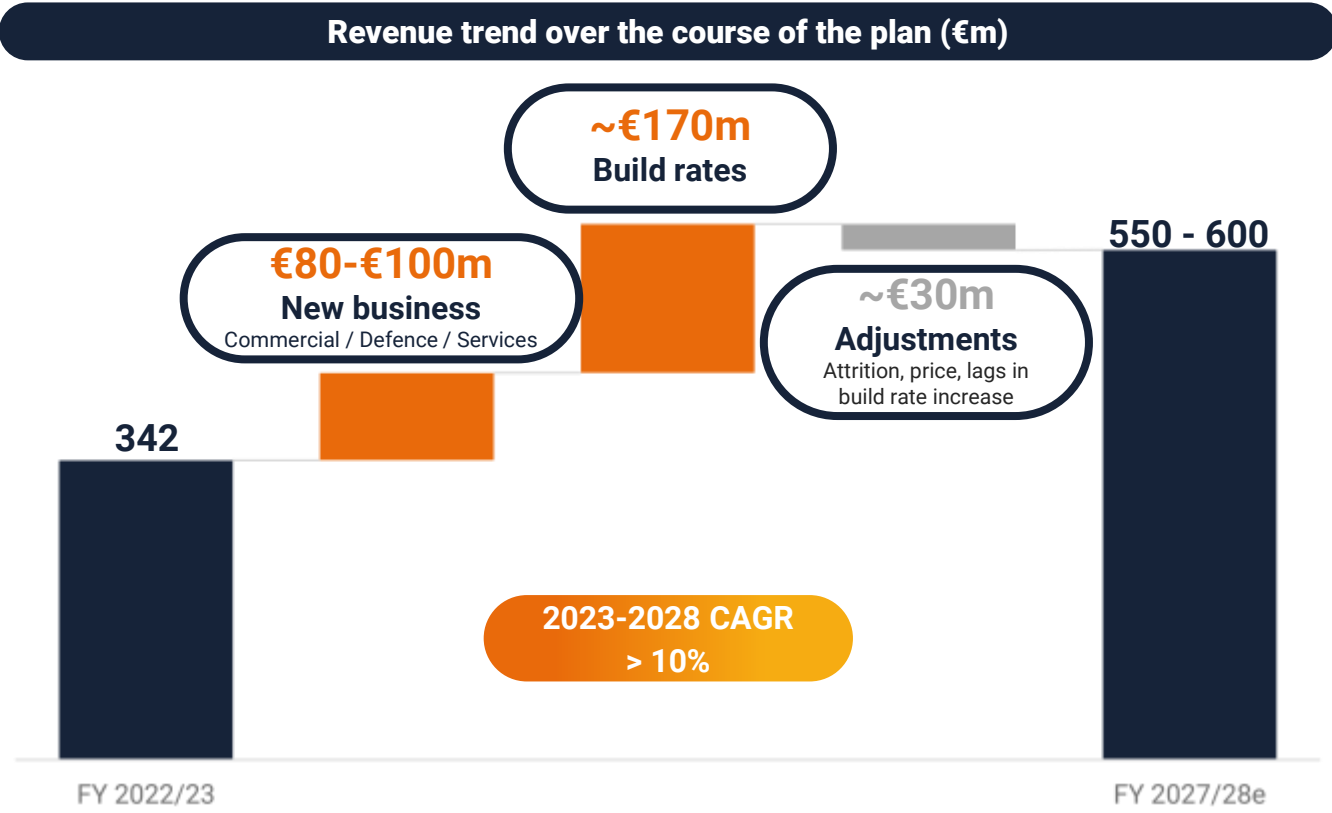 Revenue trend over the course of the plan (€m)
~€170m
Build rates
€80-€100m
New business
Commercial / Defence / Services
550 - 600
~€30m
Adjustments
Attrition, price, lags in
build rate increase
342
2023-2028 CAGR
> 10%
FY 2022/23
FY 2027/28e